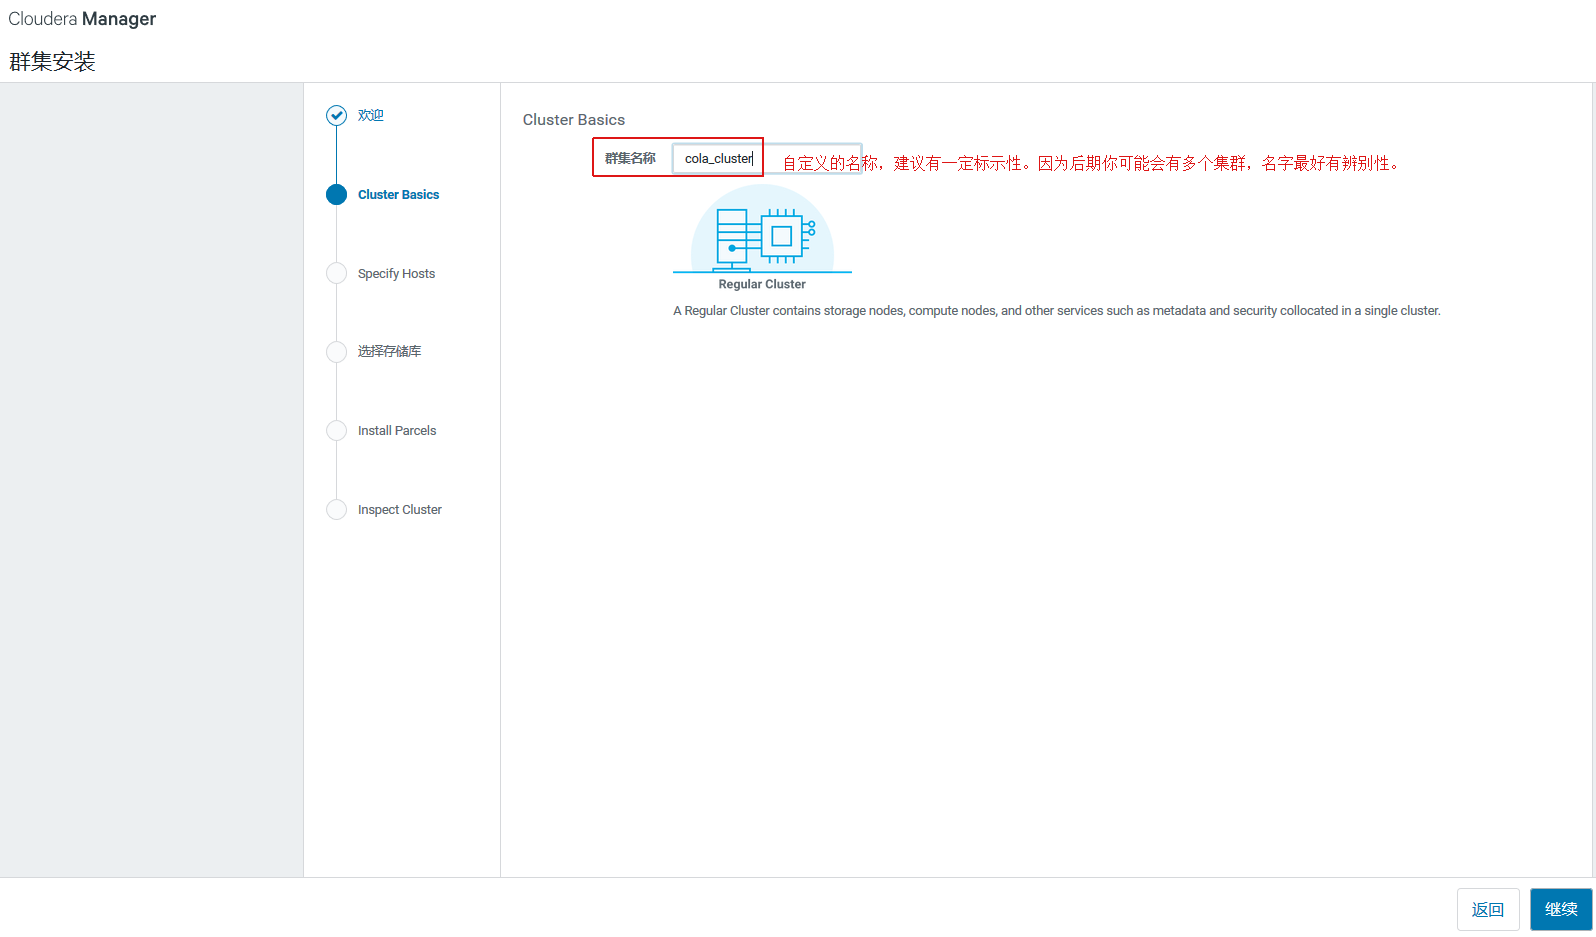 Cloudera Manager
群集安装
欢迎
Cluster Basics
Specify Hosts
选择存储库
Install Parcels
Inspect Cluster
Cluster Basics
群集名称 cola_cluster 自定义的名称，建议有一定标示性。因为后期你可能会有多个集群，名字最好有辨别性。
Regular Cluster
A Regular Cluster contains storage nodes, compute nodes, and other services such as metadata and security collocated in a single cluster.
返回 继续